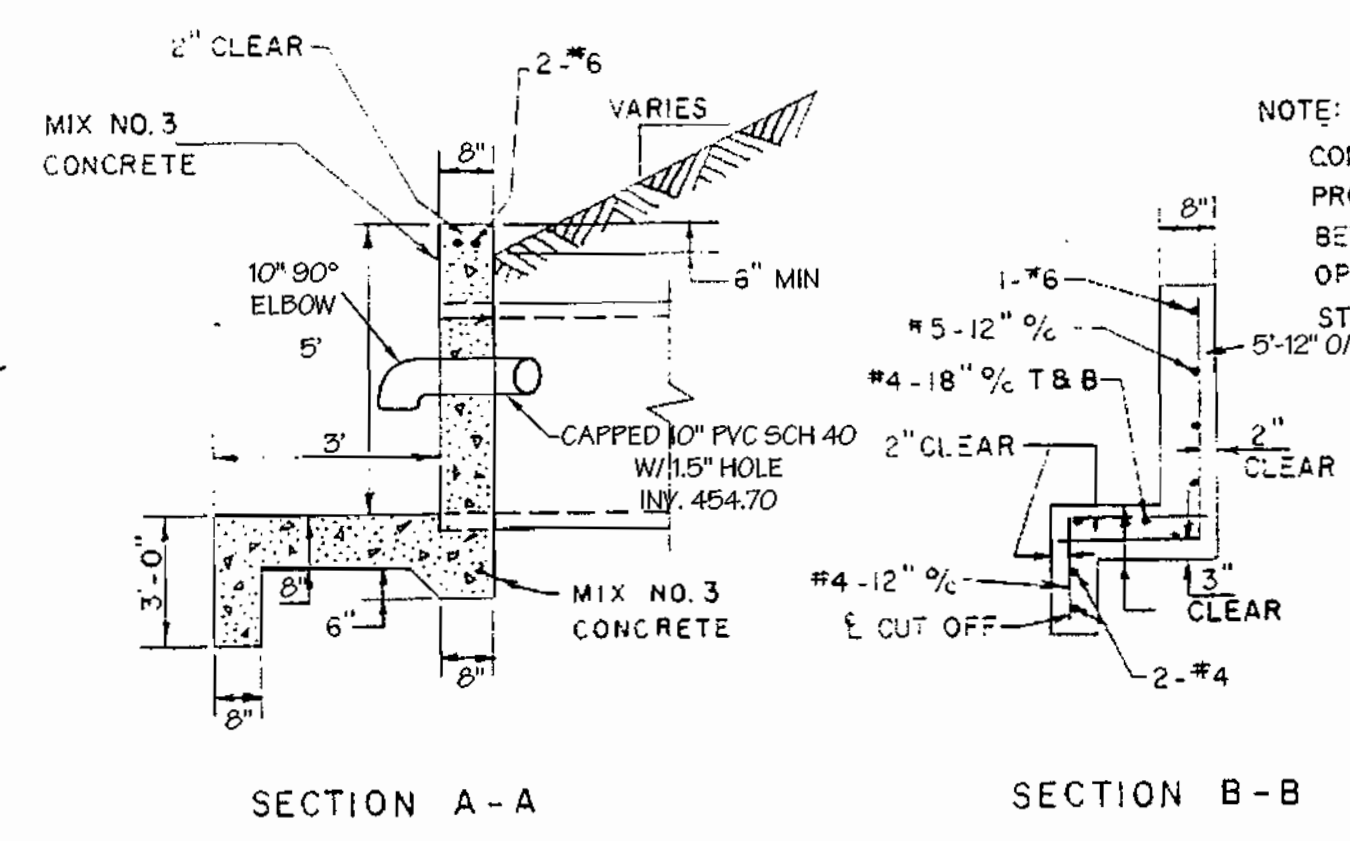 2" CLEAR
2-#6
MIX NO. 3
CONCRETE
VARIES
8"
10" 90°
ELBOW
5'
6" MIN
3'
CAPPED 10" PVC SCH 40
W/ 1.5" HOLE
INV. 454.70
3'-0"
8"
6"
MIX NO. 3
CONCRETE
8"
8"
SECTION A-A
NOTE:
8"
1-#6
#5-12" o/c
#4-18" o/c T & B
5'-12" O/
2" CLEAR
2"
CLEAR
#4-12" o/c
℄ CUT OFF
3"
CLEAR
2-#4
SECTION B-B